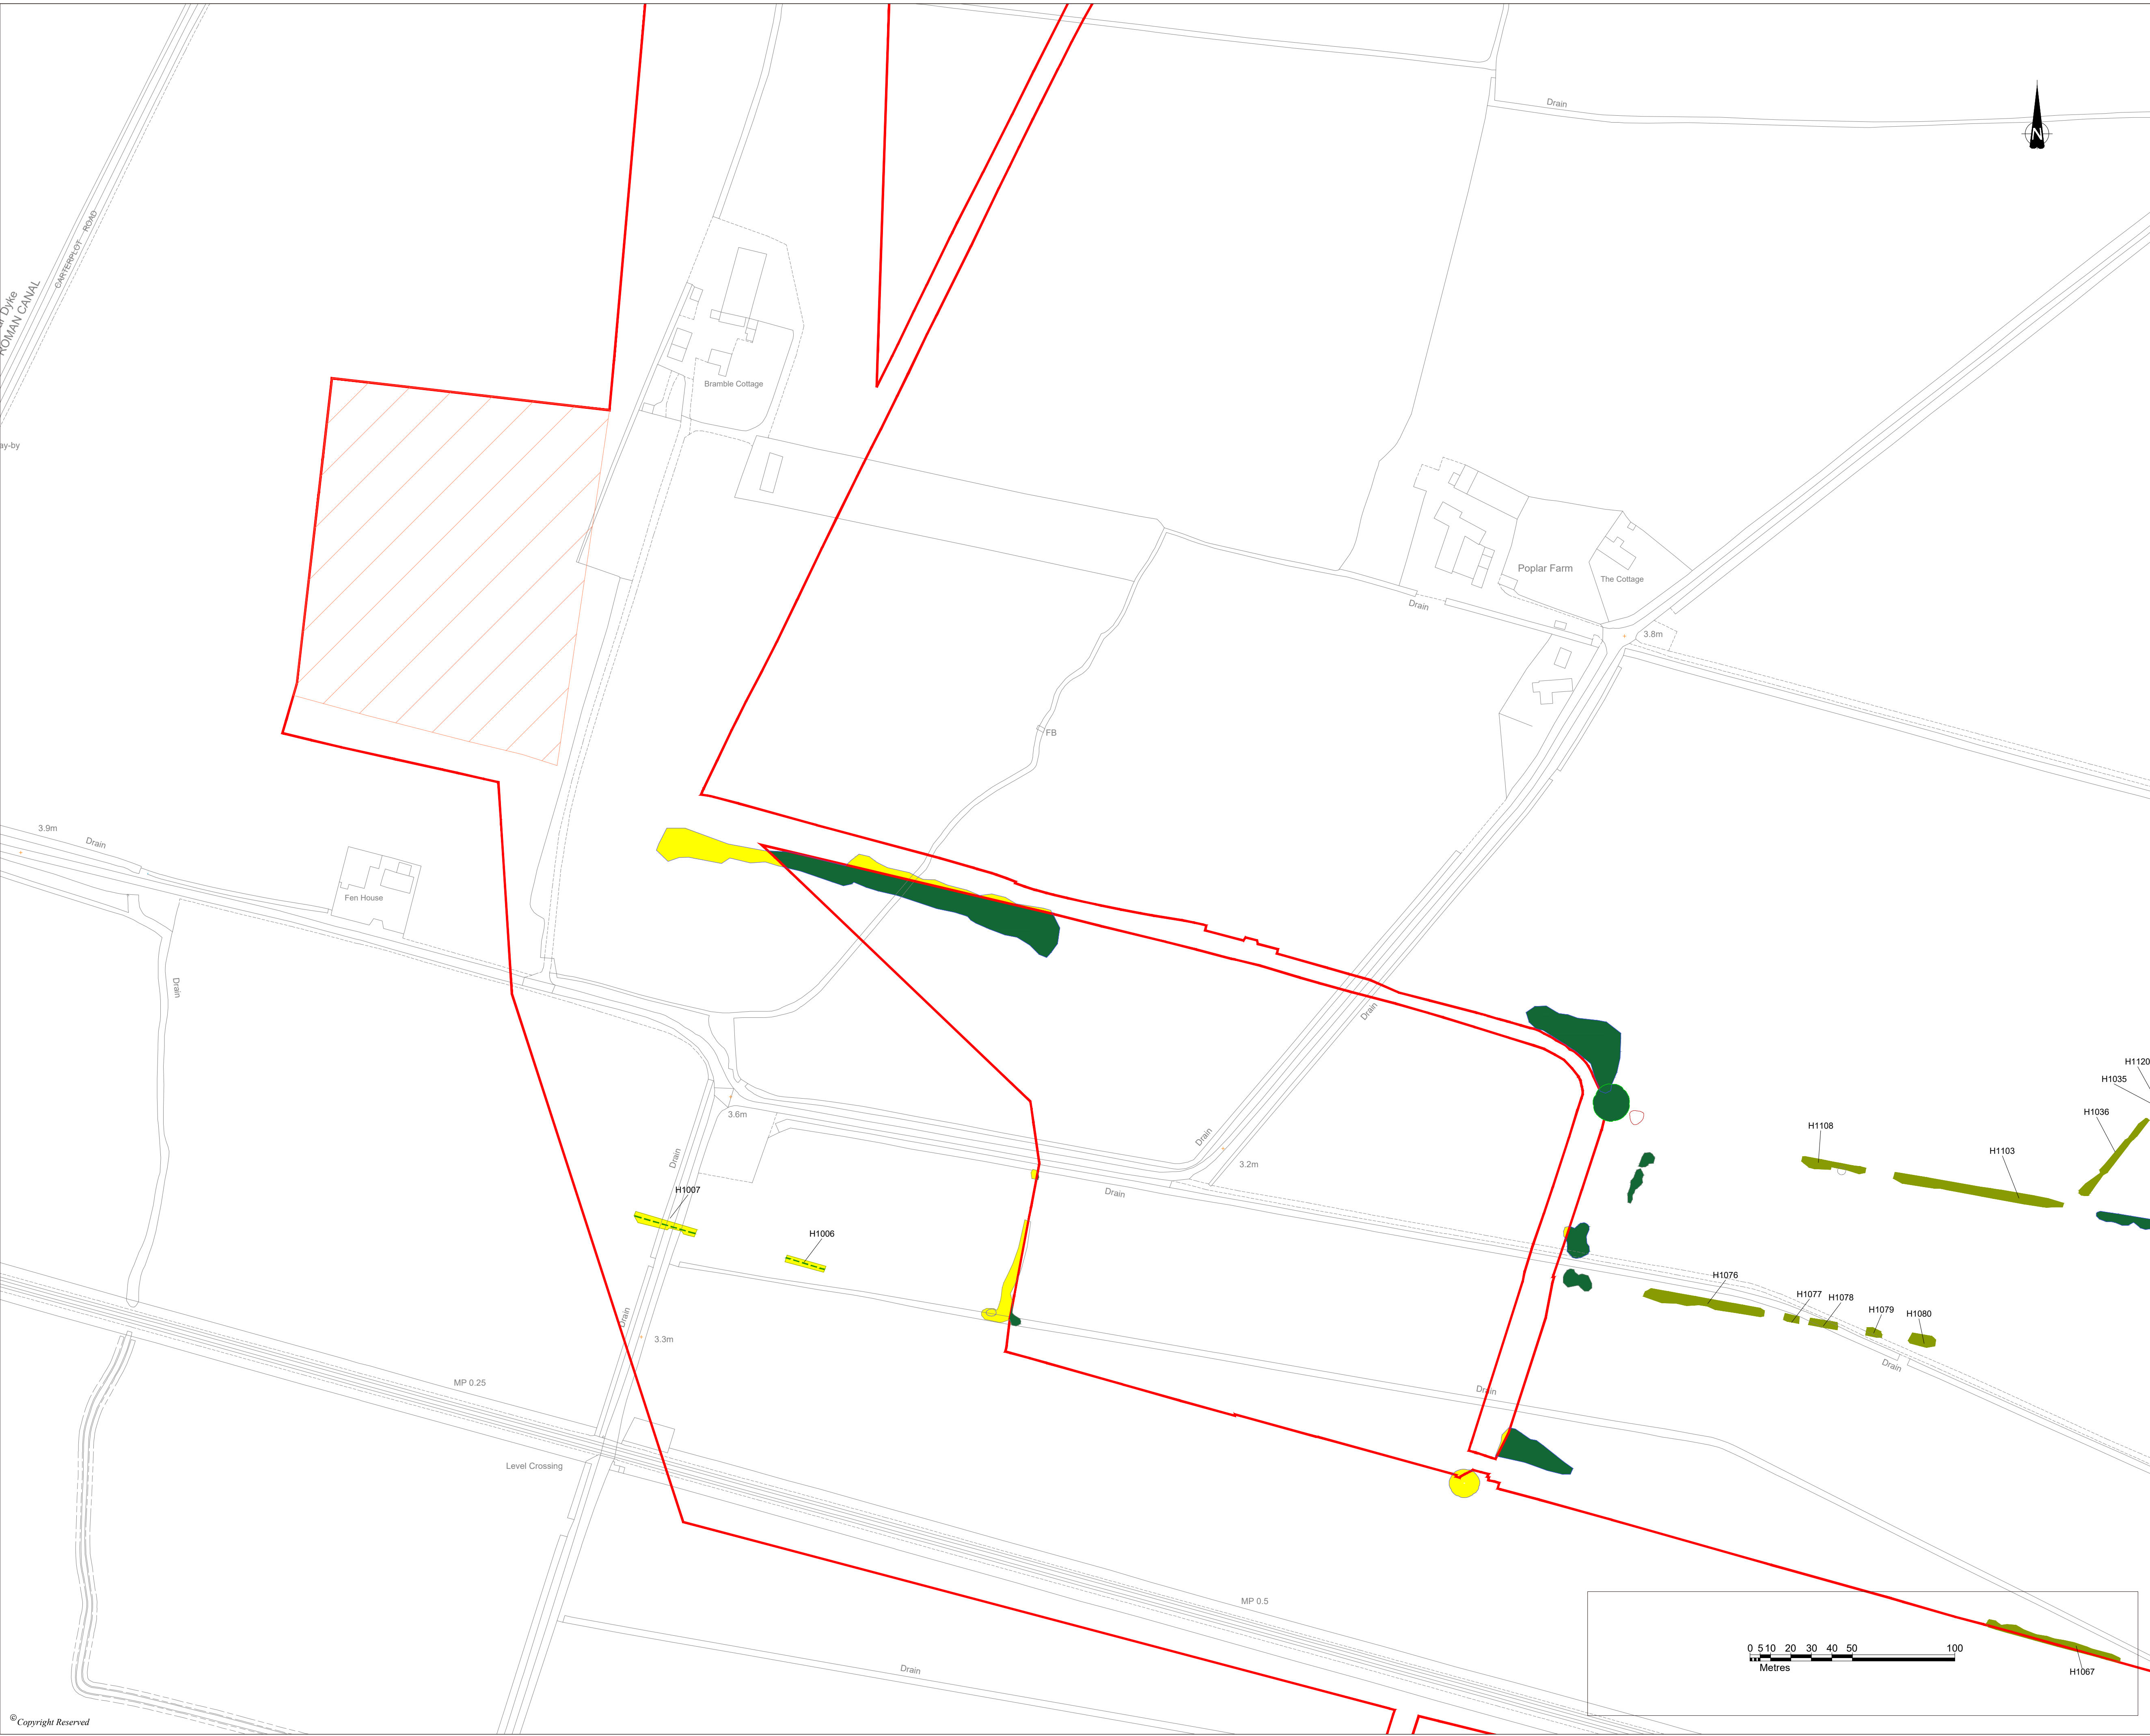 Drain
N
CARTERPLOT ROAD
Dyke
ROMAN CANAL
Bramble Cottage
ay-by
Poplar Farm
The Cottage
Drain
3.8m
FB
3.9m
Drain
Fen House
Drain
Drain
H1120
H1035
H1036
3.6m
H1108
Drain
H1103
Drain
3.2m
H1007
Drain
H1006
H1076
H1077
H1078
H1079
H1080
Drain
3.3m
Drain
MP 0.25
Drain
Level Crossing
MP 0.5
0 5 10 20 30 40 50 100
Metres
Drain
H1067
© Copyright Reserved